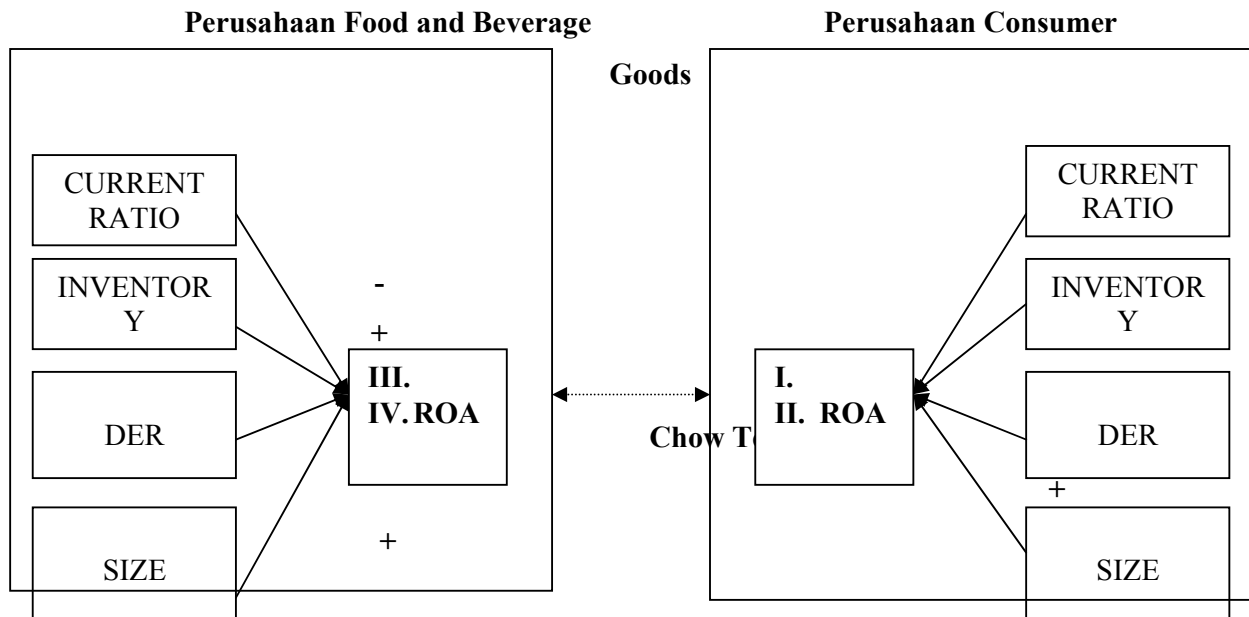 Perusahaan Food and Beverage
Perusahaan Consumer
Goods
CURRENT
RATIO
INVENTOR
Y
DER
SIZE
-
+
III.
IV. ROA
+
Chow
I.
II. ROA
CURRENT
RATIO
INVENTOR
Y
DER
+
SIZE